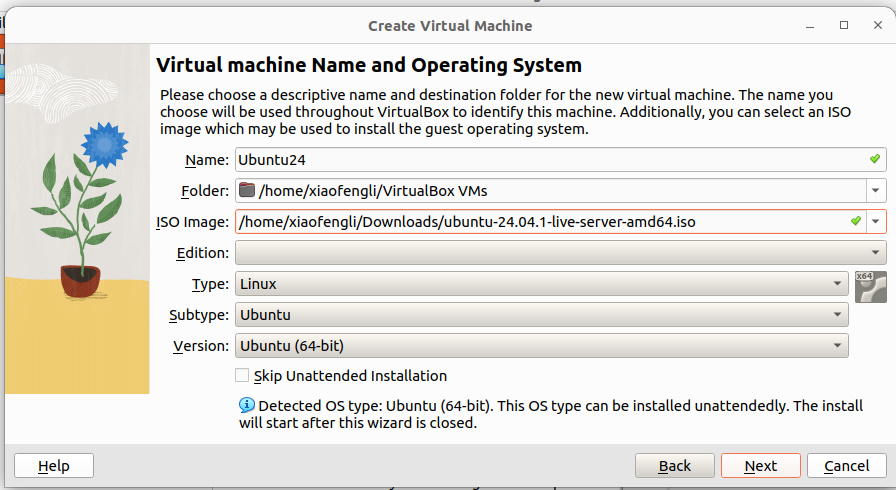 Create Virtual Machine
Virtual machine Name and Operating System
Please choose a descriptive name and destination folder for the new virtual machine. The name you
choose will be used throughout VirtualBox to identify this machine. Additionally, you can select an ISO
image which may be used to install the guest operating system.
Name: Ubuntu24
Folder: /home/xiaofengli/VirtualBox VMs
ISO Image: /home/xiaofengli/Downloads/ubuntu-24.04.1-live-server-amd64.iso
Edition:
Type: Linux x64
Subtype: Ubuntu
Version: Ubuntu (64-bit)
Skip Unattended Installation
Detected OS type: Ubuntu (64-bit). This OS type can be installed unattendedly. The install
will start after this wizard is closed.
Help Back Next Cancel